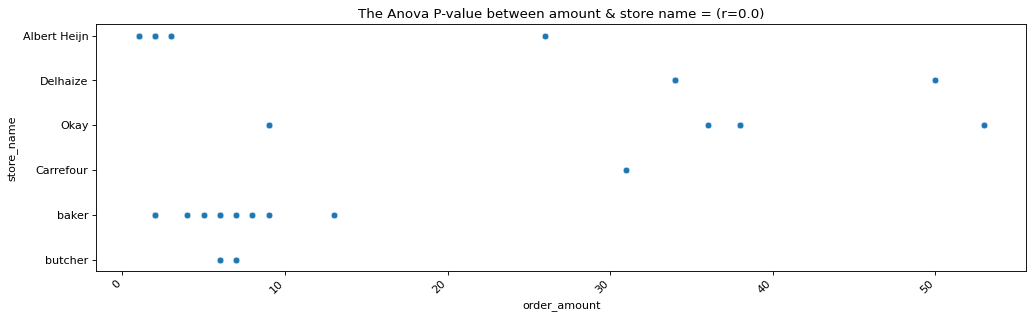 The Anova P-value between amount & store name = (r=0.0)
Albert Heijn
Delhaize
Okay
Carrefour
baker
butcher
store_name
0
10
20
30
40
50
order_amount